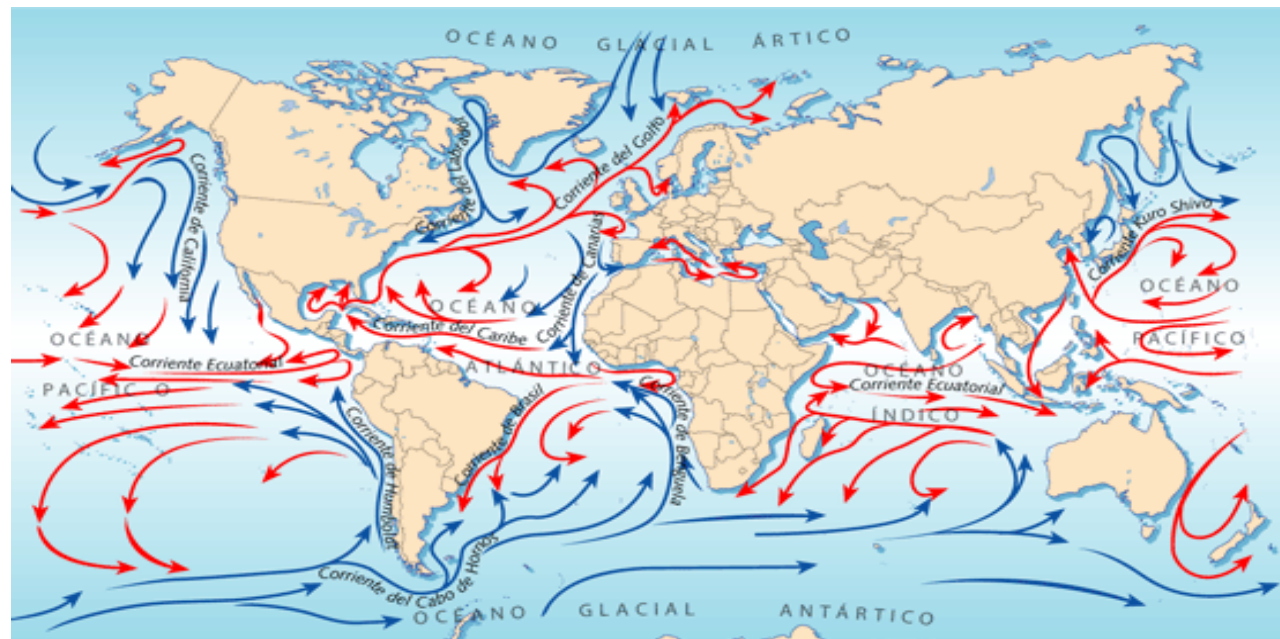 OCÉANO GLACIAL ÁRTICO
Corriente del Labrador
Corriente del Golfo
Corriente de California
Corriente de Canarias
Corriente Kuro Shivo
OCÉANO
PACÍFICO
OCÉANO
ATLÁNTICO
Corriente del Caribe
OCÉANO
PACÍFICO
Corriente Ecuatorial
OCÉANO
Corriente Ecuatorial
ÍNDICO
Corriente de Brasil
Corriente de Benguela
Corriente de Humboldt
Corriente del Cabo de Hornos
OCÉANO GLACIAL ANTÁRTICO